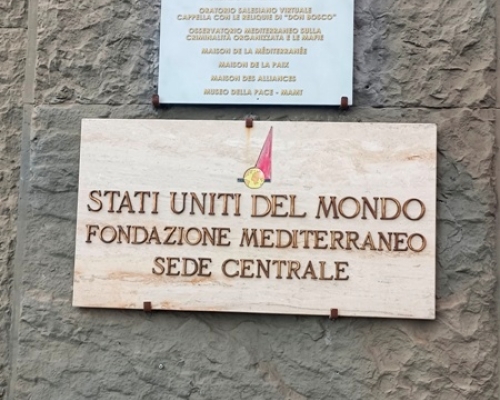 ORATORIO SALESIANO VIRTUALE
CAPPELLA CON LE RELIQUIE DI "DON BOSCO"
OSSERVATORIO MEDITERRANEO SULLA
CRIMINALITÀ ORGANIZZATA E LE MAFIE
MAISON DE LA MÉDITERRANÉE
MAISON DE LA PAIX
MAISON DES ALLIANCES
MUSEO DELLA PACE - MAMT
STATI UNITI DEL MONDO
FONDAZIONE MEDITERRANEO
SEDE CENTRALE